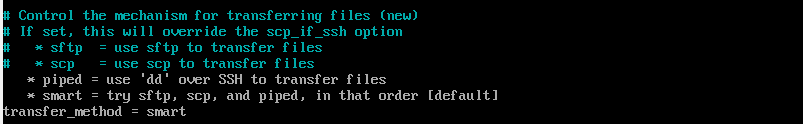 # Control the mechanism for transferring files (new)
# If set, this will override the scp_if_ssh option
#   * sftp  = use sftp to transfer files
#   * scp   = use scp to transfer files
   * piped = use 'dd' over SSH to transfer files
   * smart = try sftp, scp, and piped, in that order [default]
transfer_method = smart